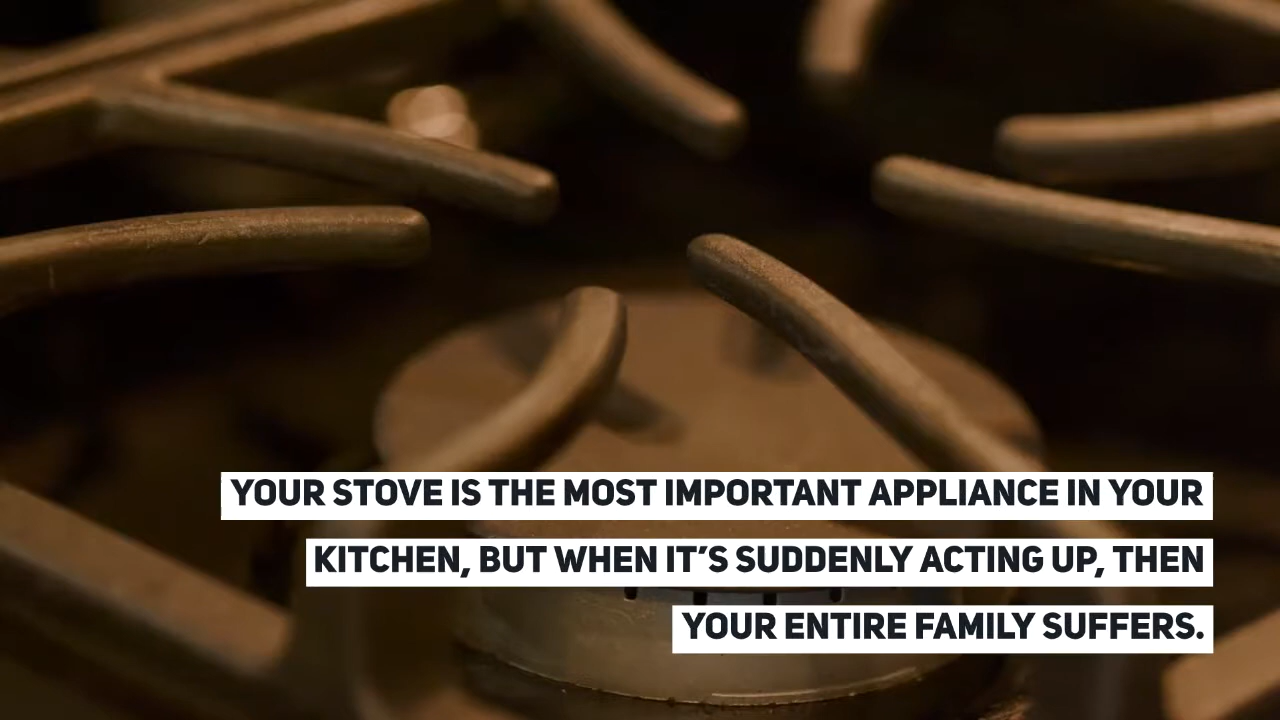 YOUR STOVE IS THE MOST IMPORTANT APPLIANCE IN YOUR
KITCHEN, BUT WHEN IT’S SUDDENLY ACTING UP, THEN
YOUR ENTIRE FAMILY SUFFERS.